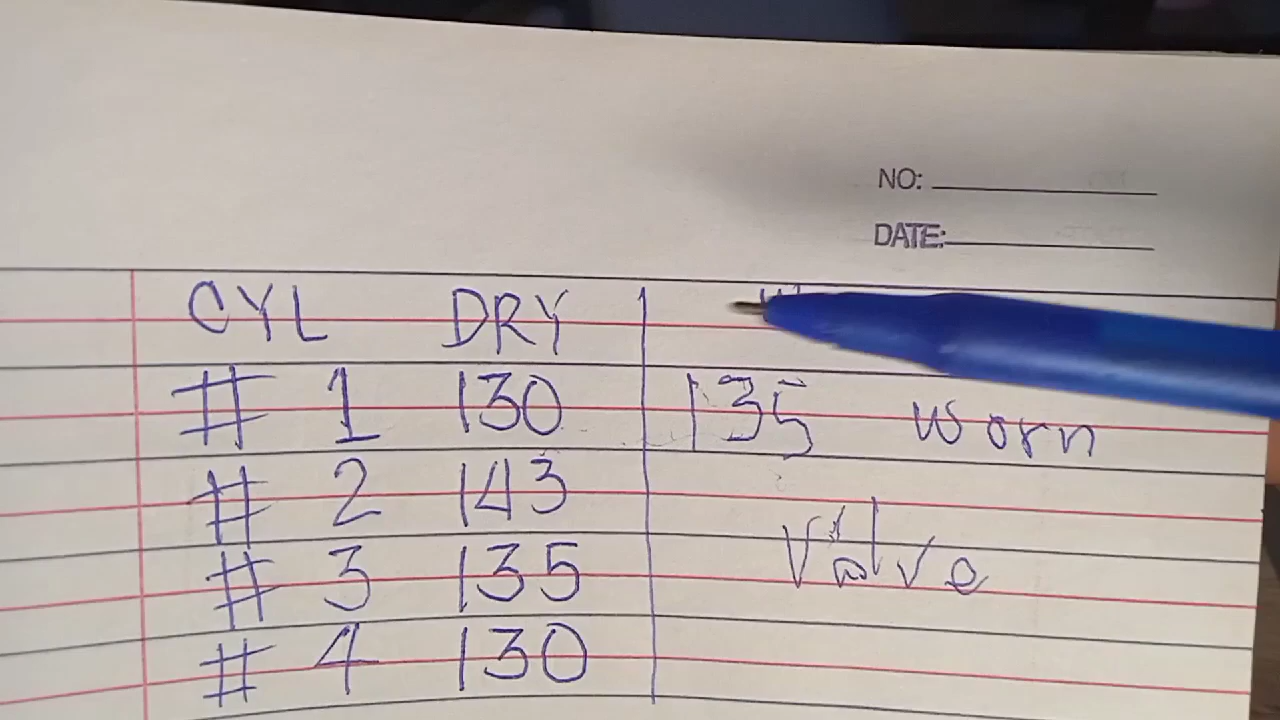 NO:
DATE:
CYL DRY
# 1 130 135 worn
# 2 143
Valve
# 3 135
# 4 130